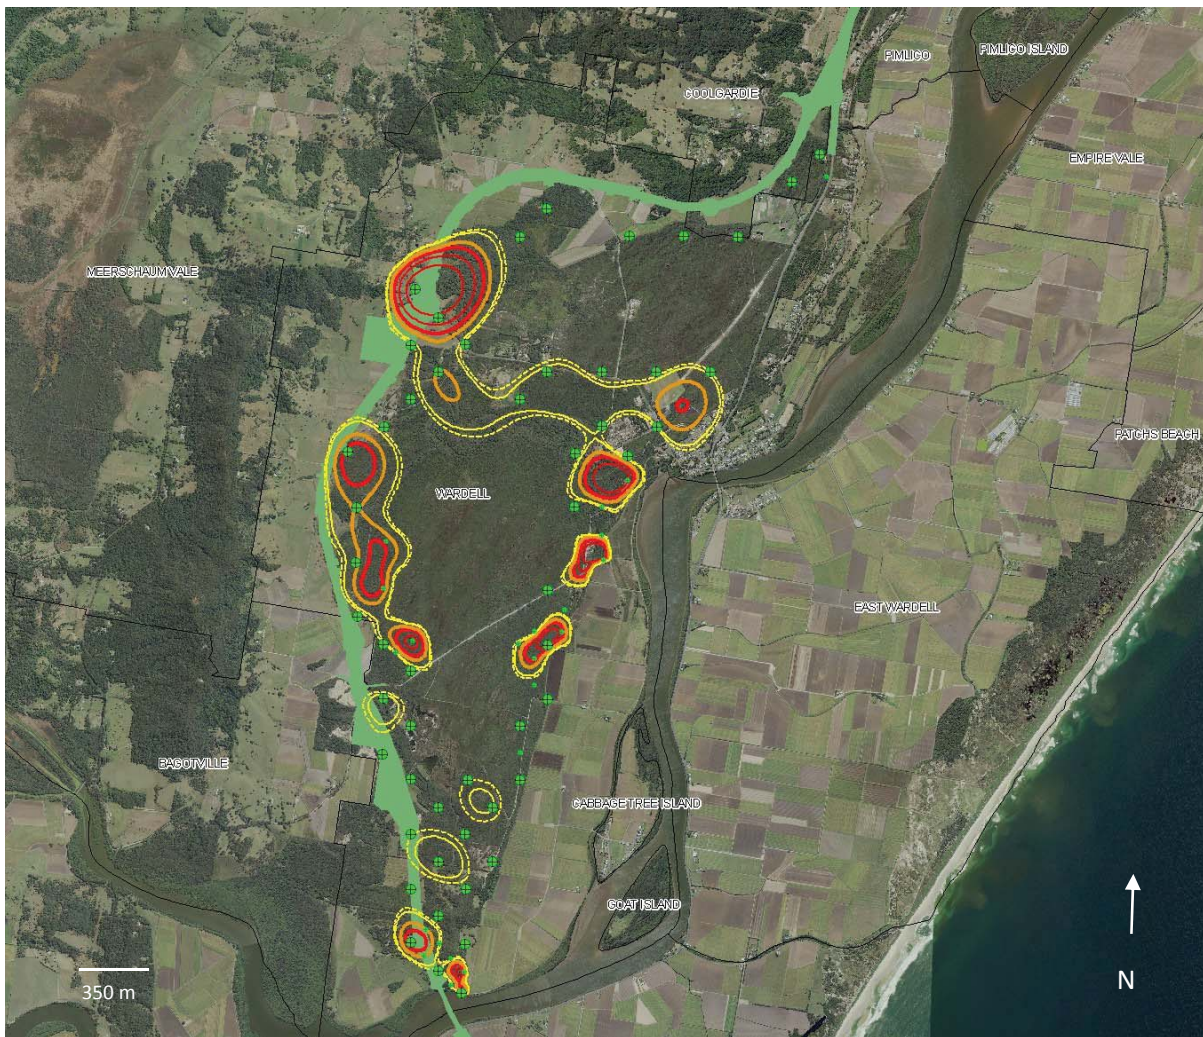 PIMLICO
PIMLICO ISLAND
COOLGARDIE
EMPIRE VALE
MEERSCHAUM VALE
PATCHS BEACH
WARDELL
EAST WARDELL
BAGOTVILLE
CABBAGE TREE ISLAND
GOAT ISLAND
350 m
N